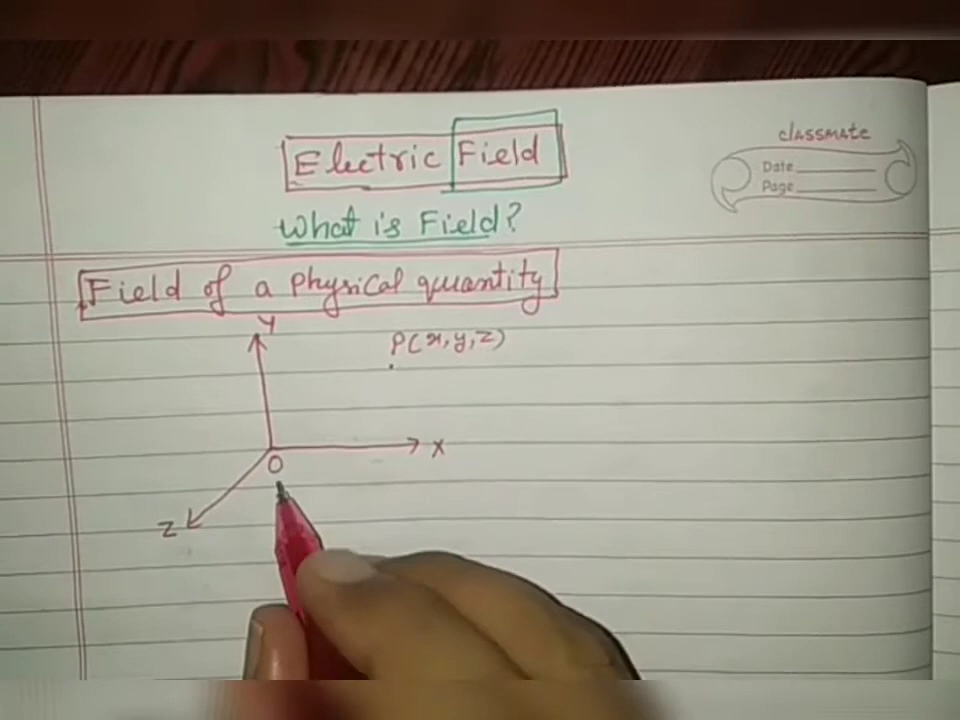 Electric Field
classmate
Date
Page
What is Field?
Field of a physical quantity
Y
P(x,y,z)
X
O
Z